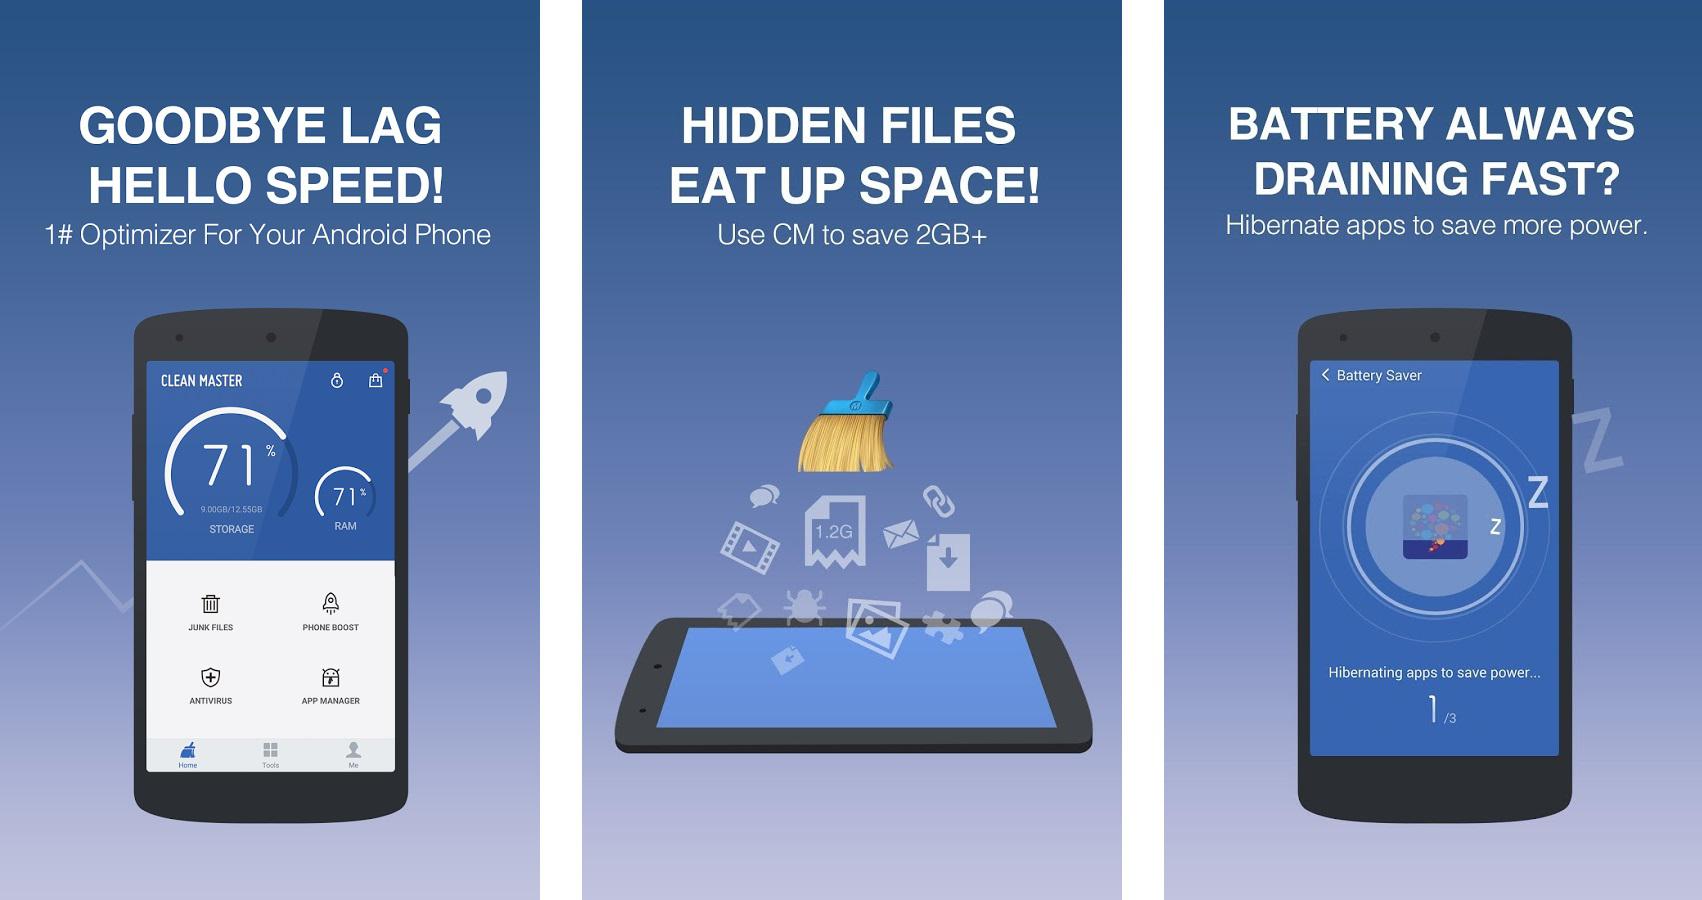 GOODBYE LAG
HELLO SPEED!
1# Optimizer For Your Android Phone
CLEAN MASTER
71 %
9.00GB/12.55GB
STORAGE
71 %
RAM
JUNK FILES
PHONE BOOST
ANTIVIRUS
APP MANAGER
Home
Tools
Me
HIDDEN FILES
EAT UP SPACE!
Use CM to save 2GB+
1.2G
BATTERY ALWAYS
DRAINING FAST?
Hibernate apps to save more power.
Battery Saver
Z
Z
Z
Hibernating apps to save power...
1 /3